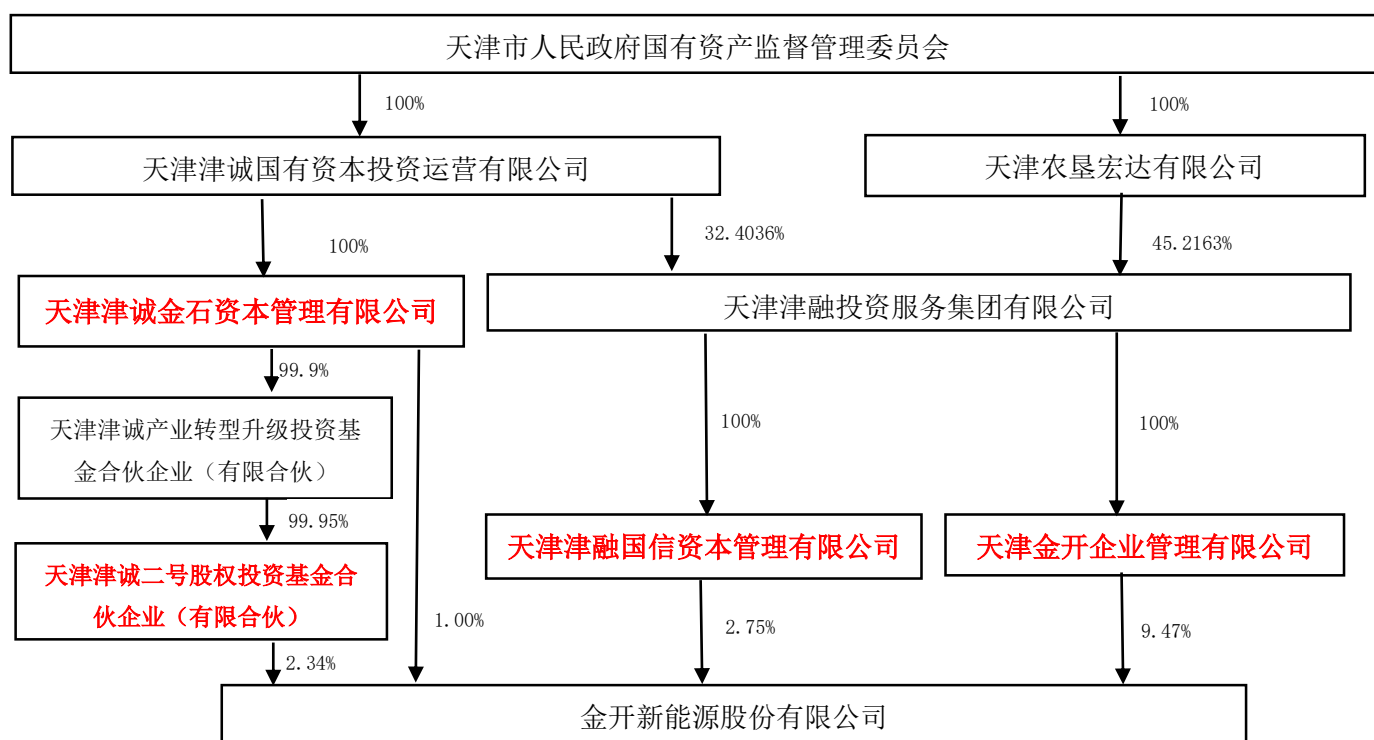 天津市人民政府国有资产监督管理委员会
100%
100%
天津津诚国有资本投资运营有限公司
天津农垦宏达有限公司
100%
32.4036%
45.2163%
天津津诚金石资本管理有限公司
天津津融投资服务集团有限公司
99.9%
天津津诚产业转型升级投资基
金合伙企业（有限合伙）
100%
100%
99.95%
天津津融国信资本管理有限公司
天津金开企业管理有限公司
天津津诚二号股权投资基金合
伙企业（有限合伙）
1.00%
2.75%
9.47%
2.34%
金开新能源股份有限公司